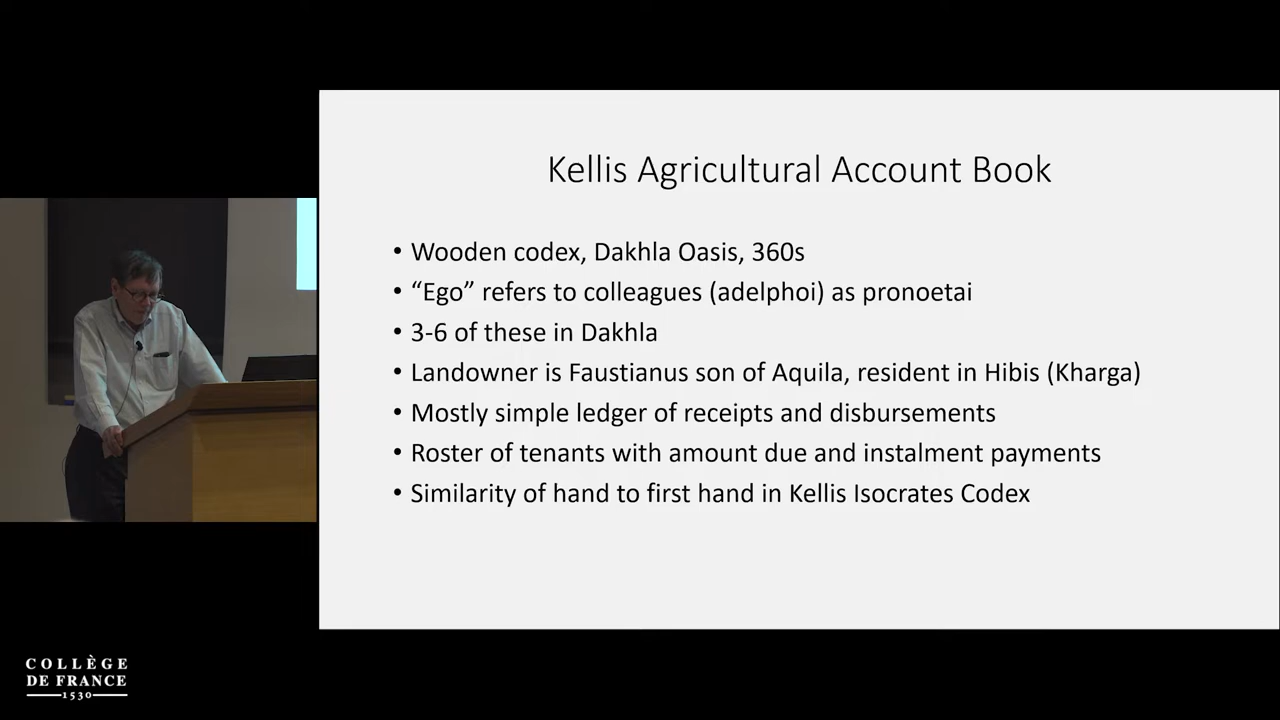 Kellis Agricultural Account Book
• Wooden codex, Dakhla Oasis, 360s
• “Ego” refers to colleagues (adelphoi) as pronoetai
• 3-6 of these in Dakhla
• Landowner is Faustianus son of Aquila, resident in Hibis (Kharga)
• Mostly simple ledger of receipts and disbursements
• Roster of tenants with amount due and instalment payments
• Similarity of hand to first hand in Kellis Isocrates Codex
COLLÈGE
DE FRANCE
1530